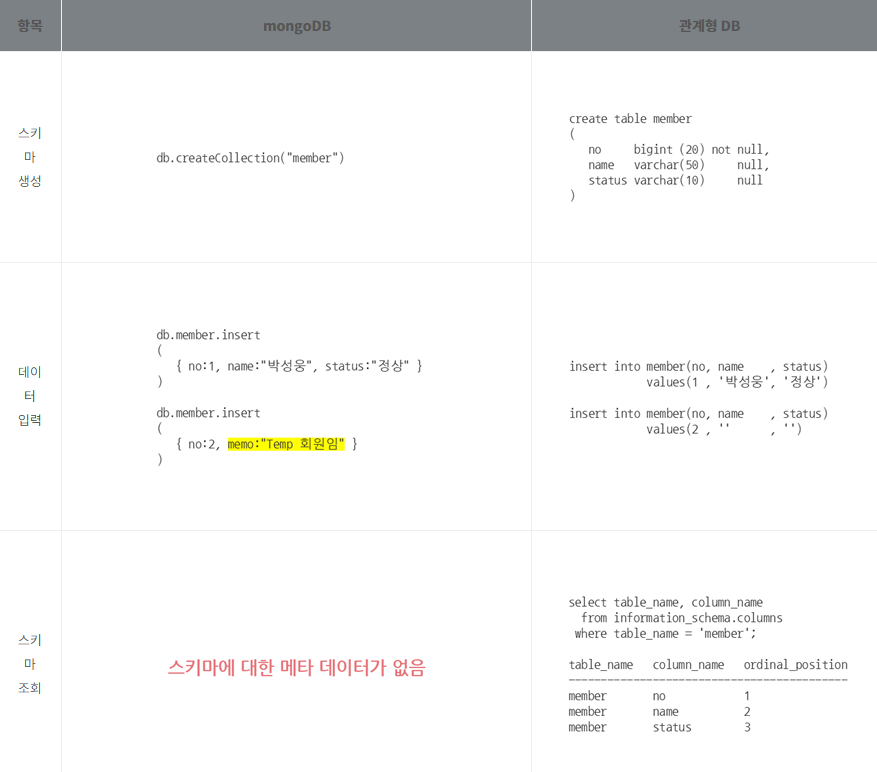 항목 mongoDB 관계형 DB
스키
마
생성
db.createCollection("member")
create table member
(
no bigint (20) not null,
name varchar(50) null,
status varchar(10) null
)
데이
터
입력
db.member.insert
(
{ no:1, name:"박성웅", status:"정상" }
)
db.member.insert
(
{ no:2, memo:"Temp 회원임" }
)
insert into member(no, name , status)
values(1 , '박성웅', '정상')
insert into member(no, name , status)
values(2 , '' , '')
스키
마
조회
스키마에 대한 메타 데이터가 없음
select table_name, column_name
from information_schema.columns
where table_name = 'member';
table_name column_name ordinal_position
-------------------------------------------
member no 1
member name 2
member status 3